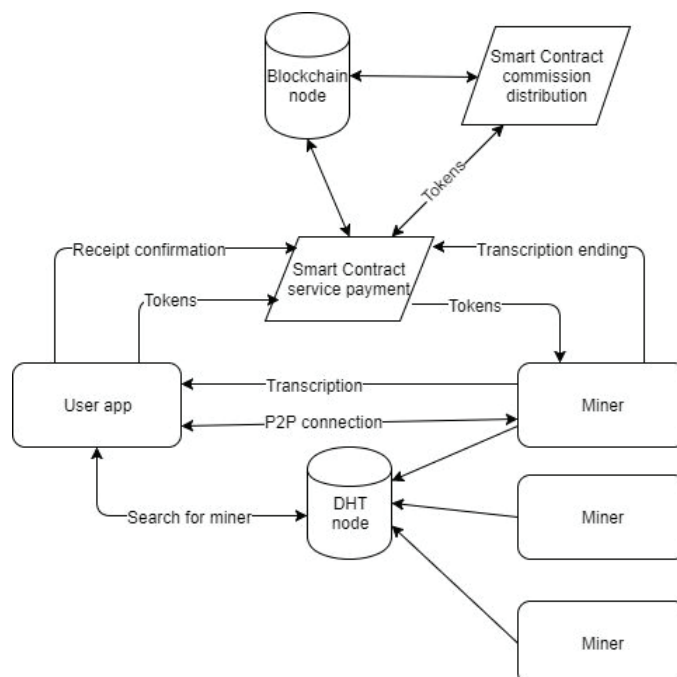 Blockchain
node
Smart Contract
commission
distribution
Tokens
Receipt confirmation
Smart Contract
service payment
Transcription ending
Tokens
Tokens
User app
Transcription
Miner
P2P connection
DHT
node
Search for miner
Miner
Miner